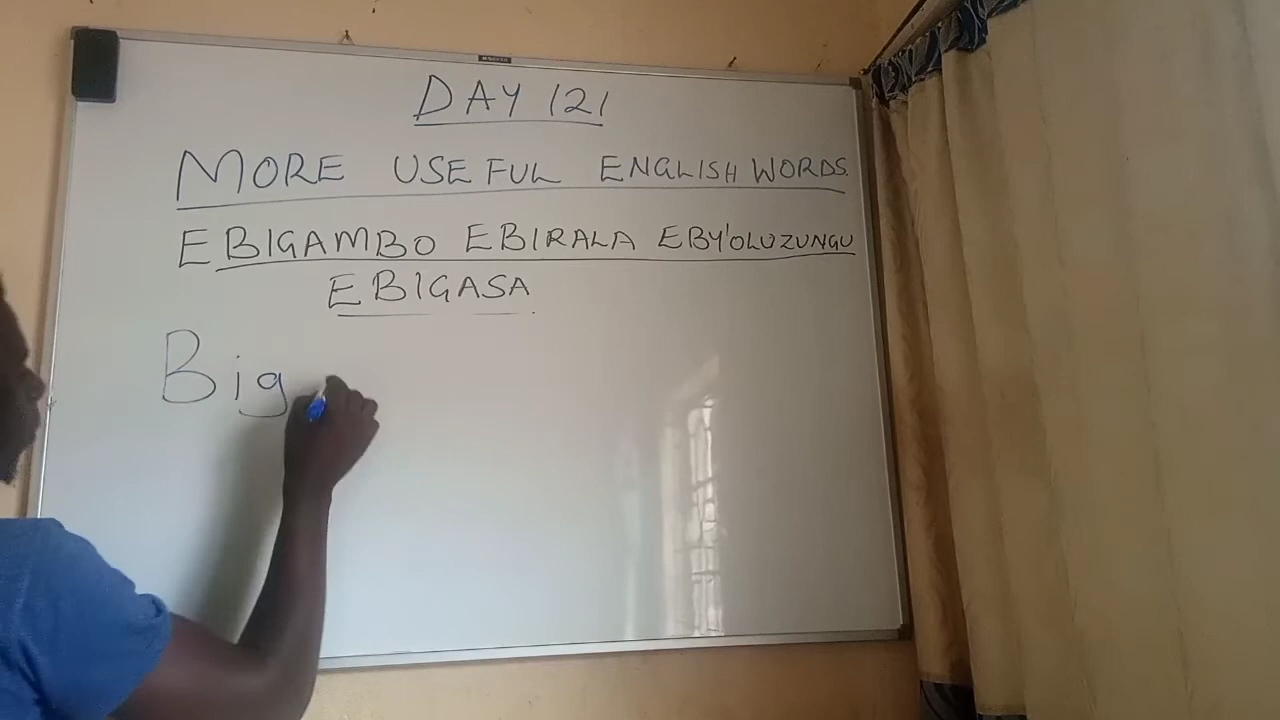 DAY 121
MORE USEFUL ENGLISH WORDS.
EBIGAMBO EBIRALA EBY'OLUZUNGU
EBIGASA
Big